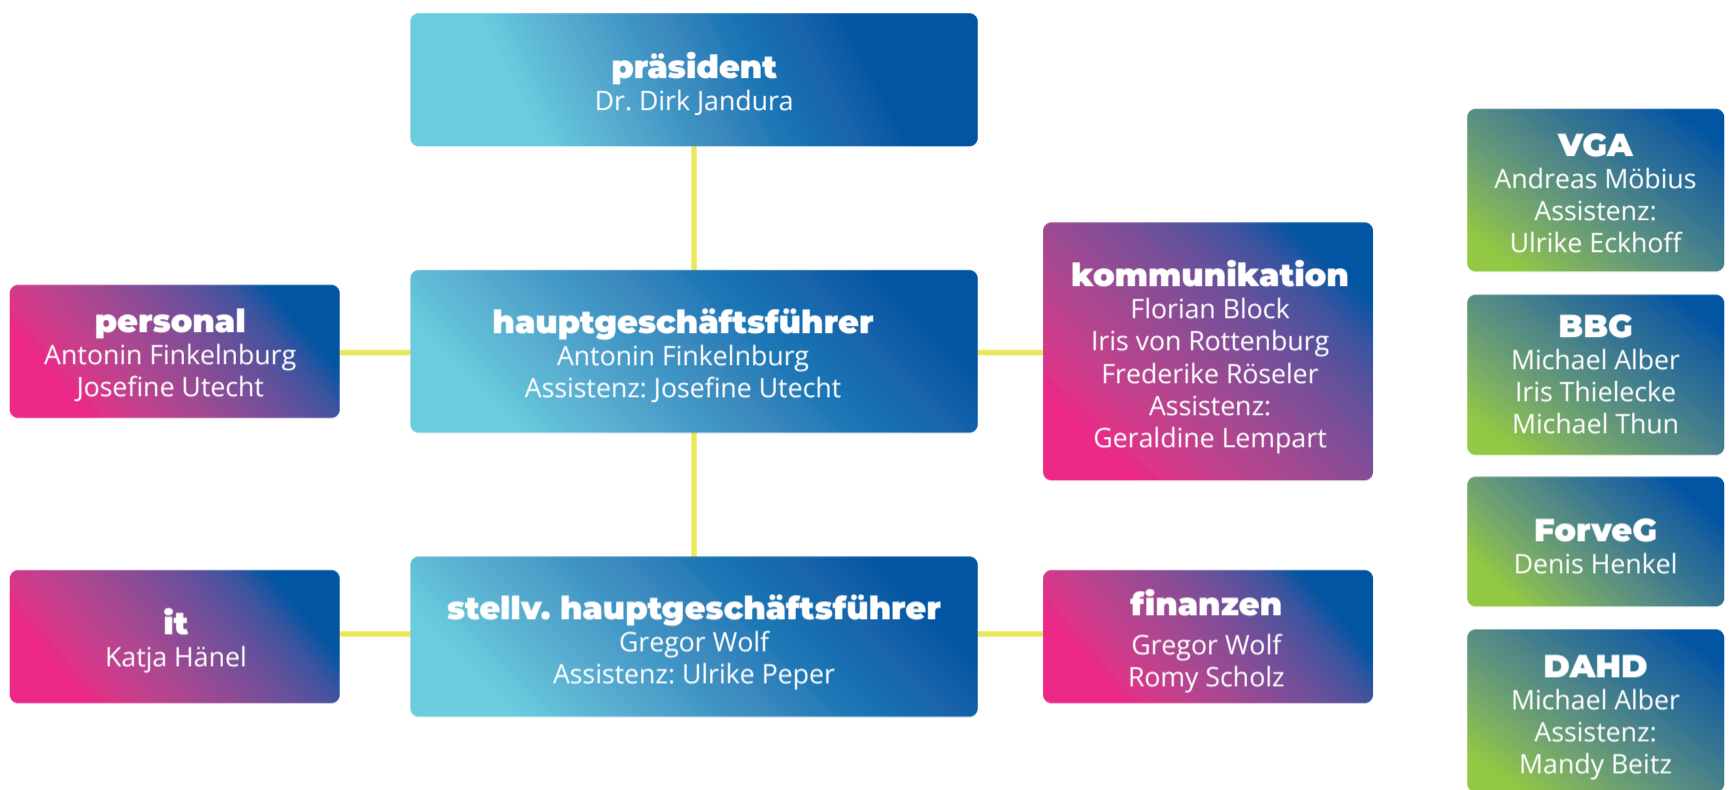 präsident
Dr. Dirk Jandura
personal
Antonin Finkelnburg
Josefine Utecht
hauptgeschäftsführer
Antonin Finkelnburg
Assistenz: Josefine Utecht
kommunikation
Florian Block
Iris von Rottenburg
Frederike Röseler
Assistenz:
Geraldine Lempart
it
Katja Hänel
stellv. hauptgeschäftsführer
Gregor Wolf
Assistenz: Ulrike Peper
finanzen
Gregor Wolf
Romy Scholz
VGA
Andreas Möbius
Assistenz:
Ulrike Eckhoff
BBG
Michael Alber
Iris Thielecke
Michael Thun
ForveG
Denis Henkel
DAHD
Michael Alber
Assistenz:
Mandy Beitz